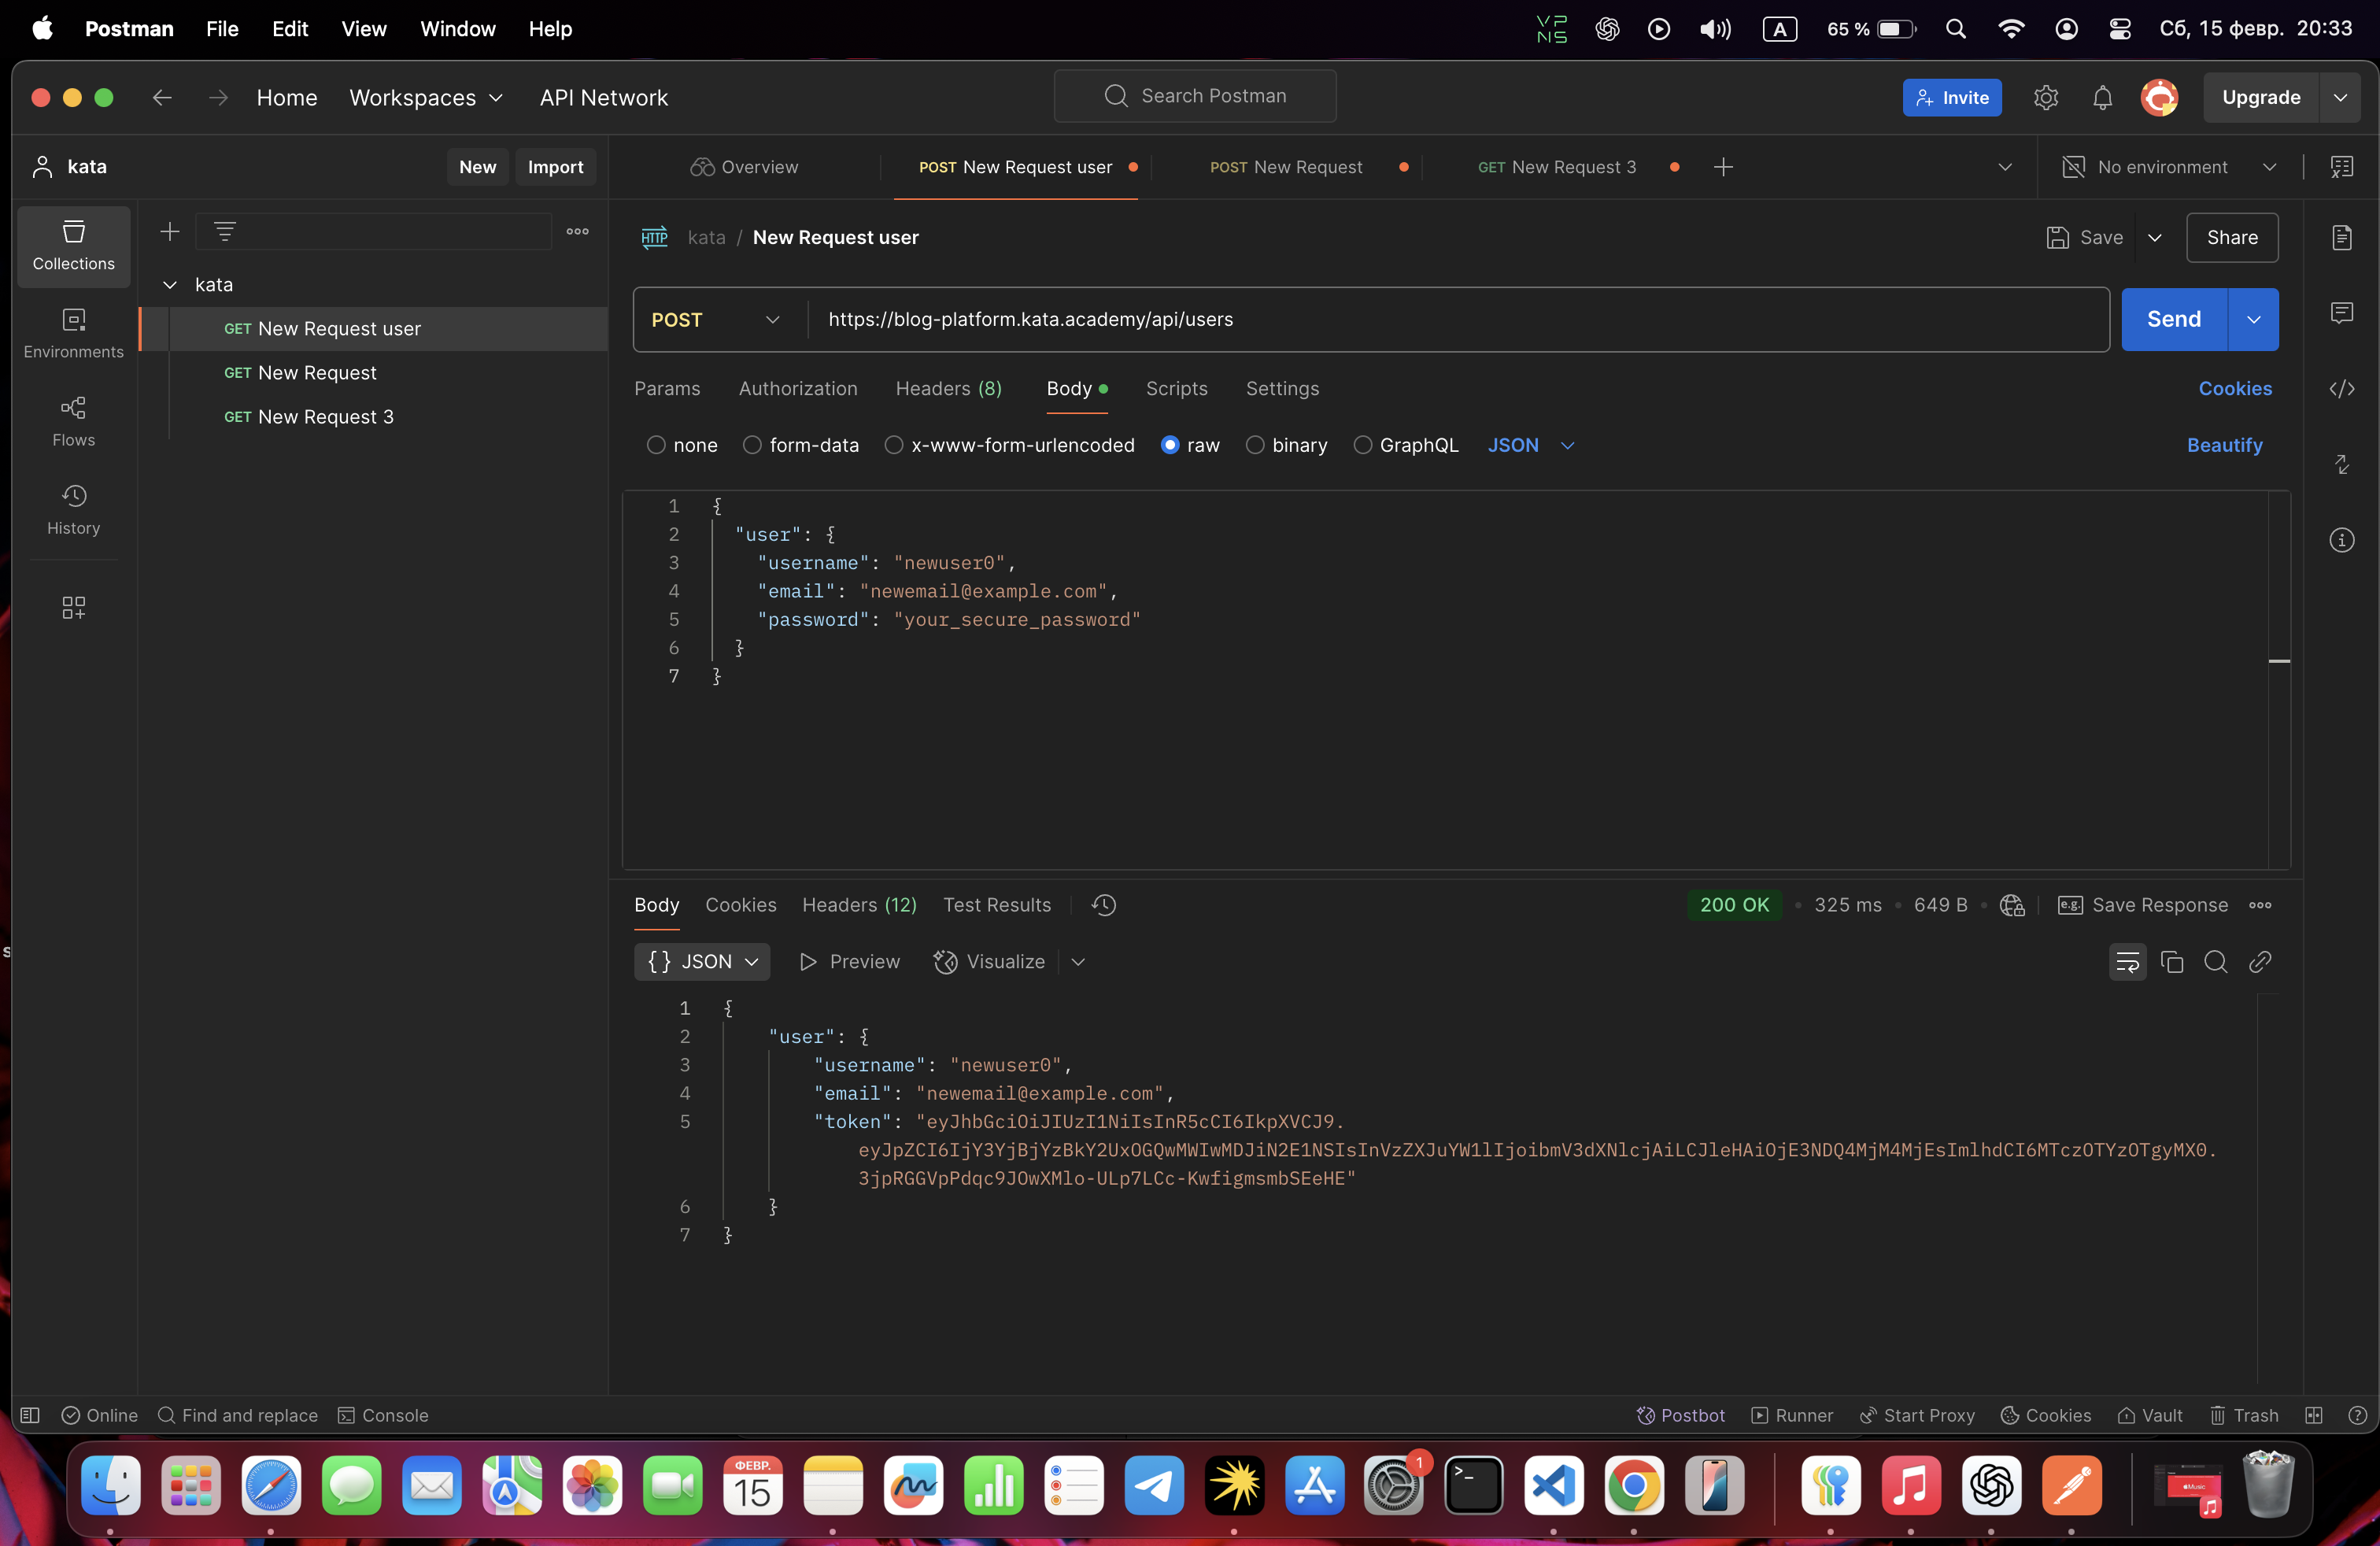 Postman File Edit View Window Help VPNS A 65 % Сб, 15 февр. 20:33
Home Workspaces API Network Search Postman Invite Upgrade
kata New Import Overview POST New Request user POST New Request GET New Request 3 No environment
Collections
HTTP kata / New Request user Save Share
kata
POST https://blog-platform.kata.academy/api/users Send
GET New Request user
Environments
GET New Request
GET New Request 3
Flows
History
Params Authorization Headers (8) Body Scripts Settings Cookies
none form-data x-www-form-urlencoded raw binary GraphQL JSON Beautify
1 {
2 "user": {
3 "username": "newuser0",
4 "email": "newemail@example.com",
5 "password": "your_secure_password"
6 }
7 }
Body Cookies Headers (12) Test Results 200 OK 325 ms 649 B e.g. Save Response
{} JSON Preview Visualize
1 {
2 "user": {
3 "username": "newuser0",
4 "email": "newemail@example.com",
5 "token": "eyJhbGciOiJIUzI1NiIsInR5cCI6IkpXVCJ9.
eyJpZCI6IjY3YjBjYzBkY2UxOGQwMWIwMDJiN2E1NSIsInVzZXJuYW1lIjoibmV3dXNlcjAiLCJleHAiOjE3NDQ4MjM4MjEsImlhdCI6MTczOTYzOTgyMX0.
3jpRGGVpPdqc9JOwXMlo-ULp7LCc-KwfigmsmbSEeHE"
6 }
7 }
Online Find and replace Console Postbot Runner Start Proxy Cookies Vault Trash
ФЕВР.
15
1
Music